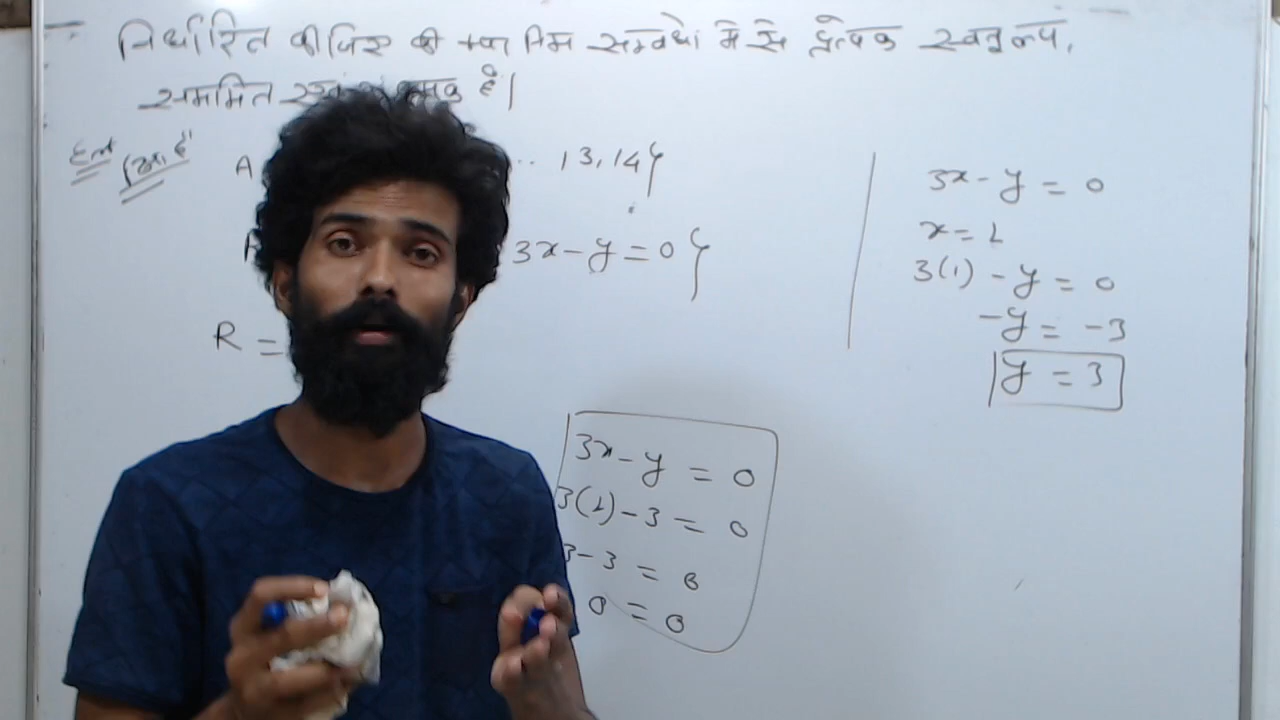 निर्धारित कीजिए की क्या निम्न सम्बंधो में से प्रत्येक स्वतुल्य,
सममित है।
हल
A .. 13,14}
3x-y=0}
R =
3x-y = 0
3(1)-3 = 0
3-3 = 0
0 = 0
3x-y = 0
x=1
3(1)-y = 0
-y = -3
y = 3